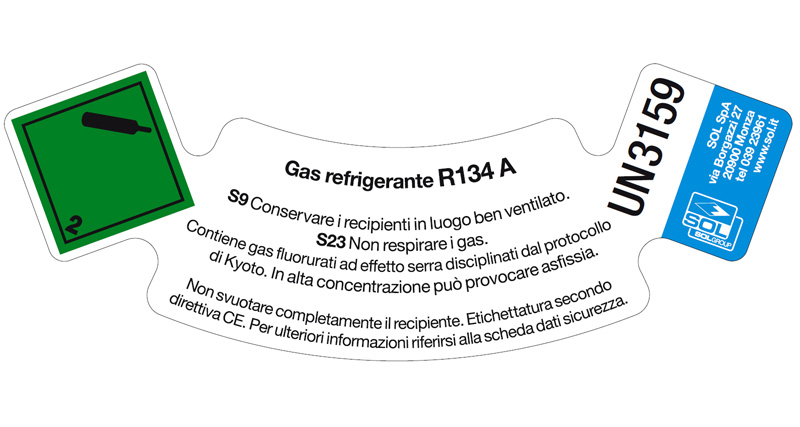 2
Gas refrigerante R134 A
S9 Conservare i recipienti in luogo ben ventilato.
S23 Non respirare i gas.
Contiene gas fluorurati ad effetto serra disciplinati dal protocollo
di Kyoto. In alta concentrazione può provocare asfissia.
Non svuotare completamente il recipiente. Etichettatura secondo
direttiva CE. Per ulteriori informazioni riferirsi alla scheda dati sicurezza.
UN3159
SOL SpA
via Borgazzi 27
20900 Monza
tel 039 23961
www.sol.it
SOL
SOLGROUP